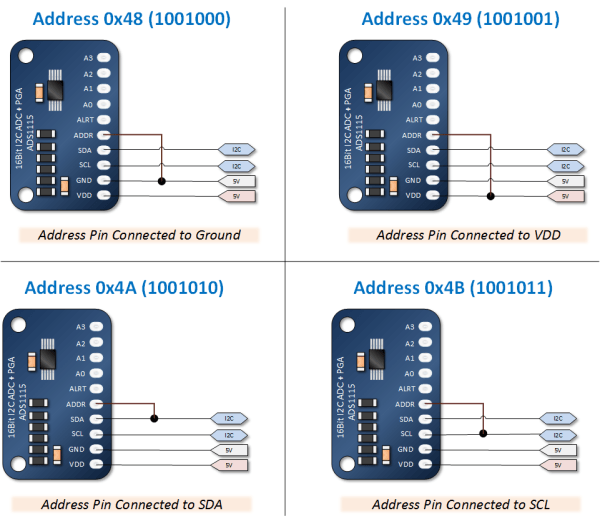 Address 0x48 (1001000)
A3
A2
A1
A0
ALRT
ADDR
SDA
SCL
GND
VDD
16Bit I2C ADC + PGA
ADS1115
I2C
I2C
5V
5V
Address Pin Connected to Ground
Address 0x49 (1001001)
A3
A2
A1
A0
ALRT
ADDR
SDA
SCL
GND
VDD
16Bit I2C ADC + PGA
ADS1115
I2C
I2C
5V
5V
Address Pin Connected to VDD
Address 0x4A (1001010)
A3
A2
A1
A0
ALRT
ADDR
SDA
SCL
GND
VDD
16Bit I2C ADC + PGA
ADS1115
I2C
I2C
5V
5V
Address Pin Connected to SDA
Address 0x4B (1001011)
A3
A2
A1
A0
ALRT
ADDR
SDA
SCL
GND
VDD
16Bit I2C ADC + PGA
ADS1115
I2C
I2C
5V
5V
Address Pin Connected to SCL